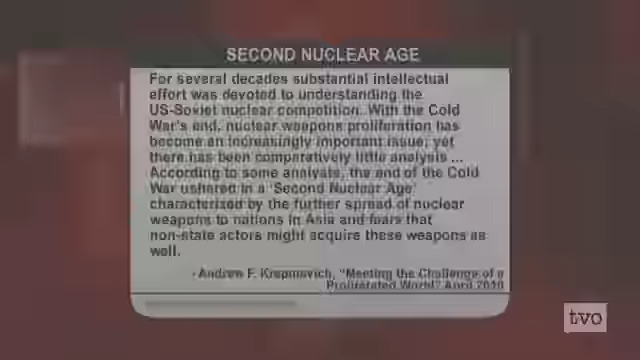 SECOND NUCLEAR AGE
For several decades substantial intellectual
effort was devoted to understanding the
US-Soviet nuclear competition. With the Cold
War's end, nuclear weapons proliferation has
become an increasingly important issue; yet
there has been comparatively little analysis ...
According to some analysts, the end of the Cold
War ushered in a 'Second Nuclear Age'
characterized by the further spread of nuclear
weapons to nations in Asia and fears that
non-state actors might acquire these weapons as
well.
- Andrew F. Krepinevich, "Meeting the Challenge of a
Proliferated World" April 2010
tvo